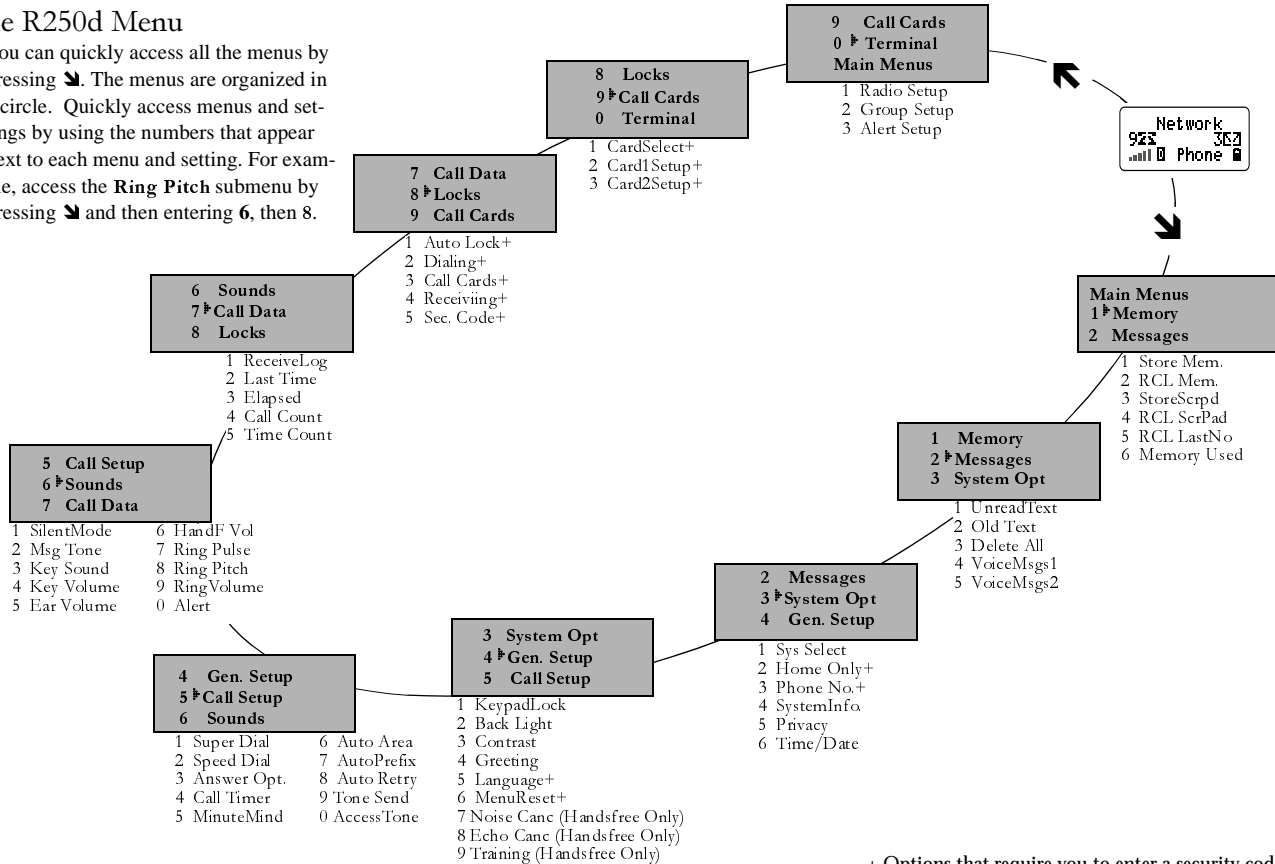 e R250d Menu
ou can quickly access all the menus by
ressing ⬊. The menus are organized in
circle. Quickly access menus and set-
ngs by using the numbers that appear
ext to each menu and setting. For exam-
le, access the Ring Pitch submenu by
ressing ⬊ and then entering 6, then 8.
9 Call Cards
0 Terminal
Main Menus
1 Radio Setup
2 Group Setup
3 Alert Setup
Network
Phone
8 Locks
9 Call Cards
0 Terminal
1 CardSelect+
2 Card1Setup+
3 Card2Setup+
7 Call Data
8 Locks
9 Call Cards
1 Auto Lock+
2 Dialing+
3 Call Cards+
4 Receiviing+
5 Sec. Code+
6 Sounds
7 Call Data
8 Locks
1 ReceiveLog
2 Last Time
3 Elapsed
4 Call Count
5 Time Count
5 Call Setup
6 Sounds
7 Call Data
1 SilentMode
2 Msg Tone
3 Key Sound
4 Key Volume
5 Ear Volume
6 HandF Vol
7 Ring Pulse
8 Ring Pitch
9 RingVolume
0 Alert
4 Gen. Setup
5 Call Setup
6 Sounds
1 Super Dial
2 Speed Dial
3 Answer Opt.
4 Call Timer
5 MinuteMind
6 Auto Area
7 AutoPrefix
8 Auto Retry
9 Tone Send
0 AccessTone
3 System Opt
4 Gen. Setup
5 Call Setup
1 KeypadLock
2 Back Light
3 Contrast
4 Greeting
5 Language+
6 MenuReset+
7 Noise Canc (Handsfree Only)
8 Echo Canc (Handsfree Only)
9 Training (Handsfree Only)
2 Messages
3 System Opt
4 Gen. Setup
1 Sys Select
2 Home Only+
3 Phone No.+
4 SystemInfo.
5 Privacy
6 Time/Date
1 Memory
2 Messages
3 System Opt
1 UnreadText
2 Old Text
3 Delete All
4 VoiceMsgs1
5 VoiceMsgs2
Main Menus
1 Memory
2 Messages
1 Store Mem.
2 RCL Mem.
3 StoreScrpd
4 RCL ScrPad
5 RCL LastNo
6 Memory Used
+ Options that require you to enter a security cod